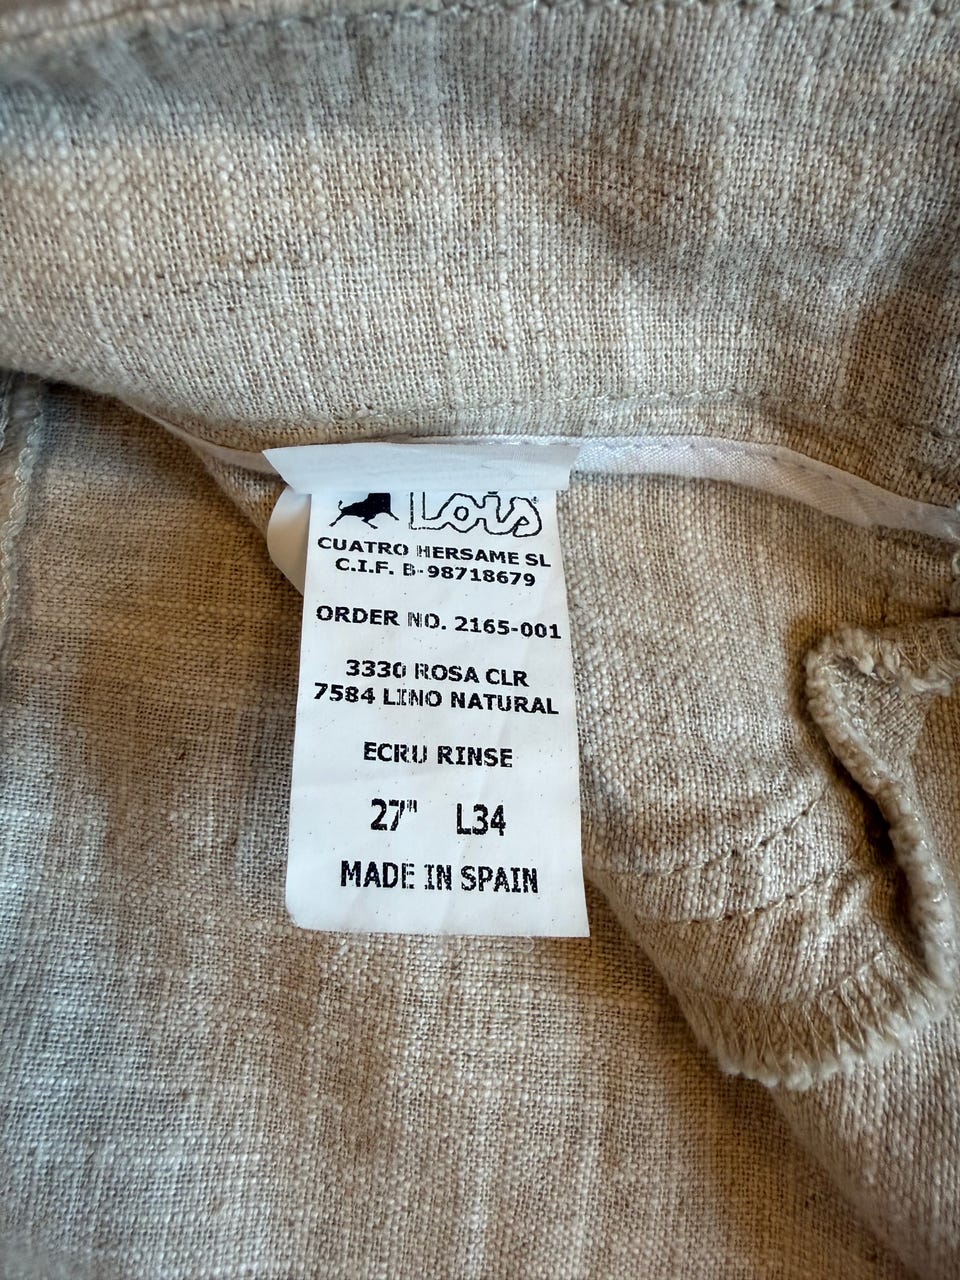 Lois
CUATRO HERSAME SL
C.I.F. B-98718679
ORDER NO. 2165-001
3330 ROSA CLR
7584 LINO NATURAL
ECRU RINSE
27" L34
MADE IN SPAIN